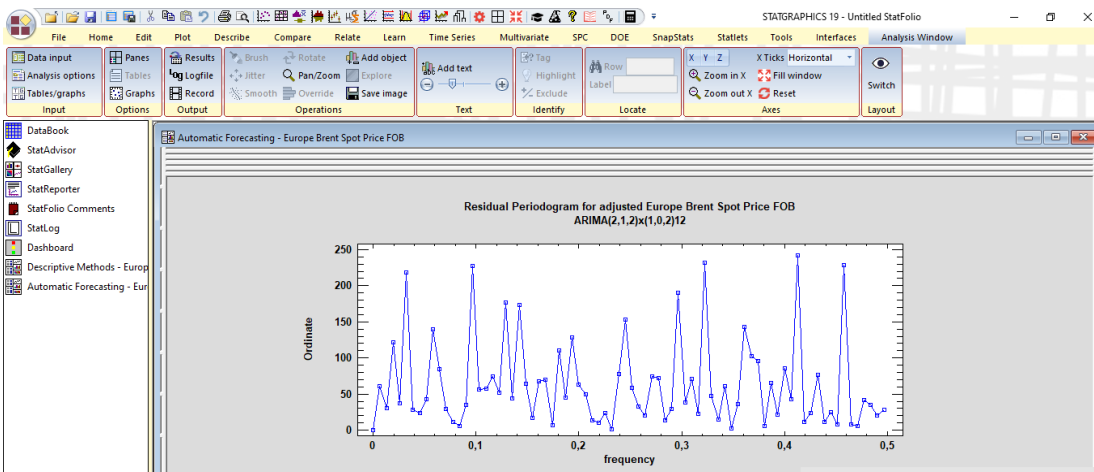 STATGRAPHICS 19 - Untitled StatFolio
File Home Edit Plot Describe Compare Relate Learn Time Series Multivariate SPC DOE SnapStats Statlets Tools Interfaces Analysis Window
Data input Panes Results Brush Rotate Add object Add text Tag Row X Y Z X Ticks Horizontal
Analysis options Tables Log Logfile Jitter Pan/Zoom Explore Highlight Label Zoom in X Fill window Switch
Tables/graphs Graphs Record Smooth Override Save image Exclude Zoom out X Reset
Input Options Output Operations Text Identify Locate Axes Layout
DataBook
StatAdvisor
StatGallery
StatReporter
StatFolio Comments
StatLog
Dashboard
Descriptive Methods - Europ
Automatic Forecasting - Eur
Automatic Forecasting - Europe Brent Spot Price FOB
Residual Periodogram for adjusted Europe Brent Spot Price FOB
ARIMA(2,1,2)x(1,0,2)12
250
200
150
100
50
0
Ordinate
0 0,1 0,2 0,3 0,4 0,5
frequency